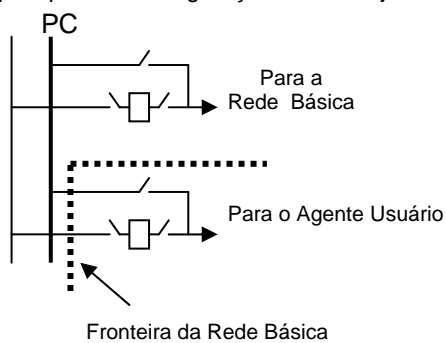 PC
Para a
Rede Básica
Para o Agente Usuário
Fronteira da Rede Básica